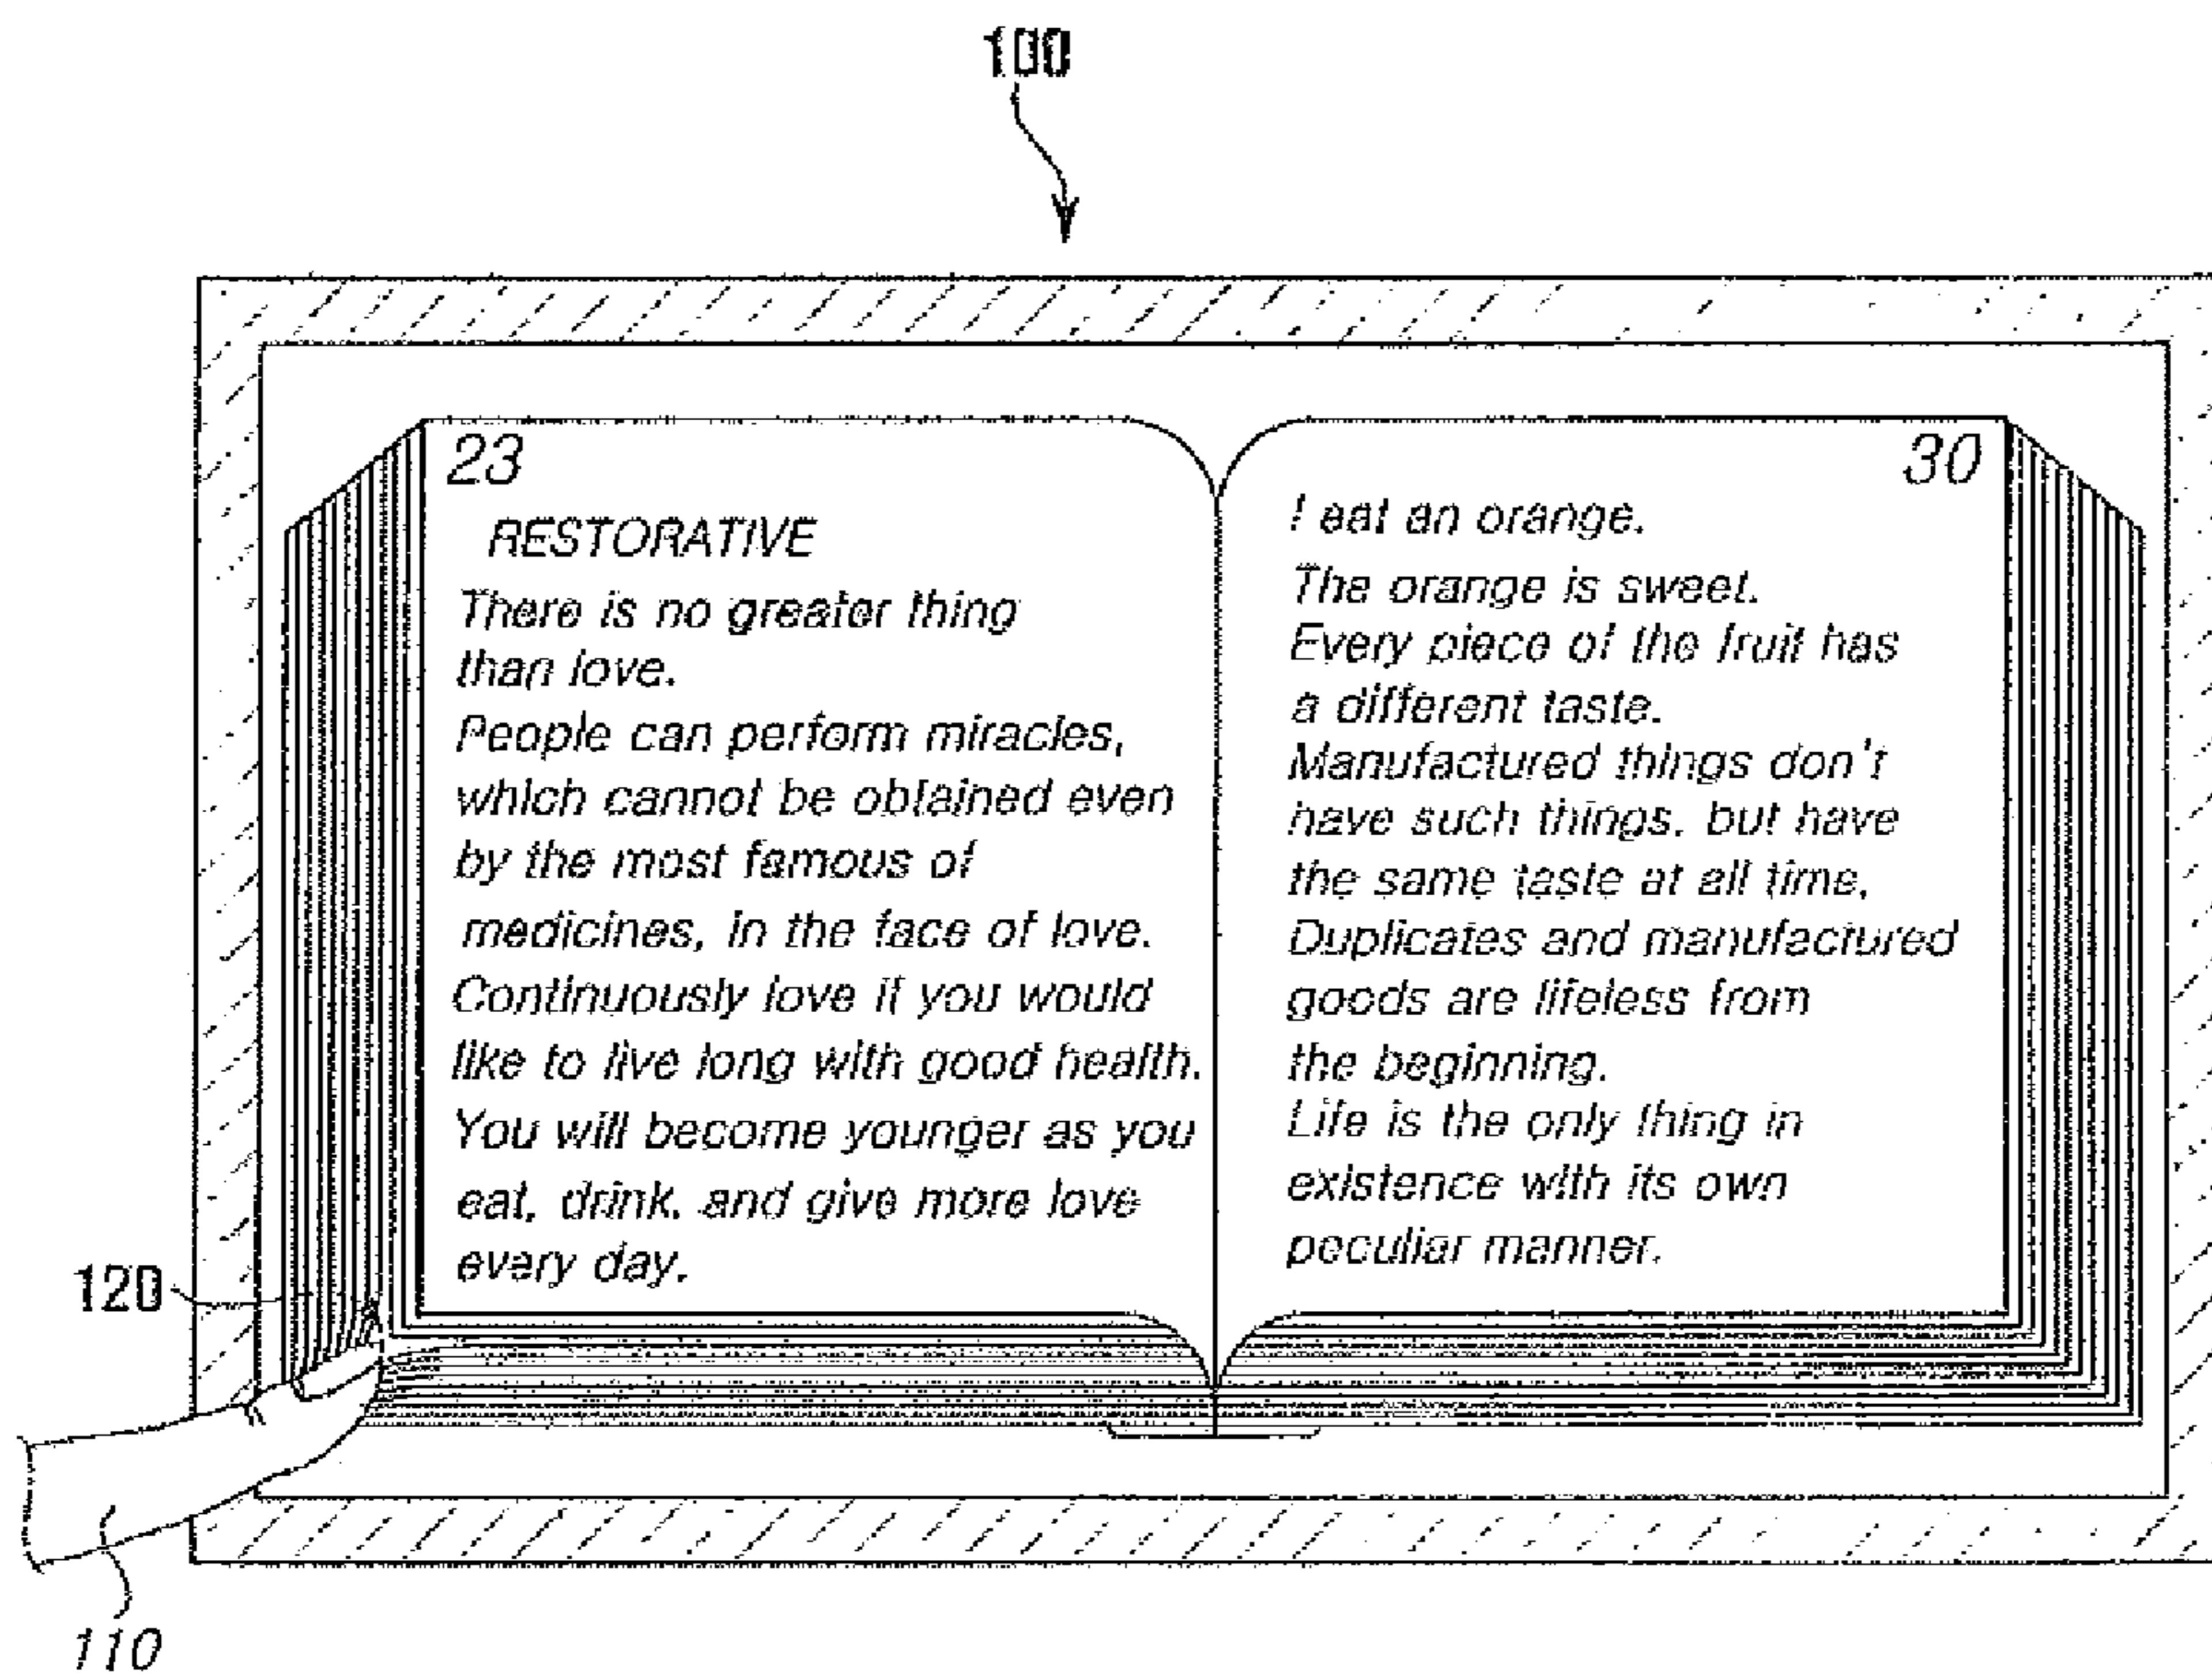 100
23
RESTORATIVE
There is no greater thing
than love.
People can perform miracles,
which cannot be obtained even
by the most famous of
medicines, in the face of love.
Continuously love if you would
like to live long with good health.
You will become younger as you
eat, drink, and give more love
every day.
30
I eat an orange.
The orange is sweet.
Every piece of the fruit has
a different taste.
Manufactured things don't
have such things, but have
the same taste at all time.
Duplicates and manufactured
goods are lifeless from
the beginning.
Life is the only thing in
existence with its own
peculiar manner.
120
110